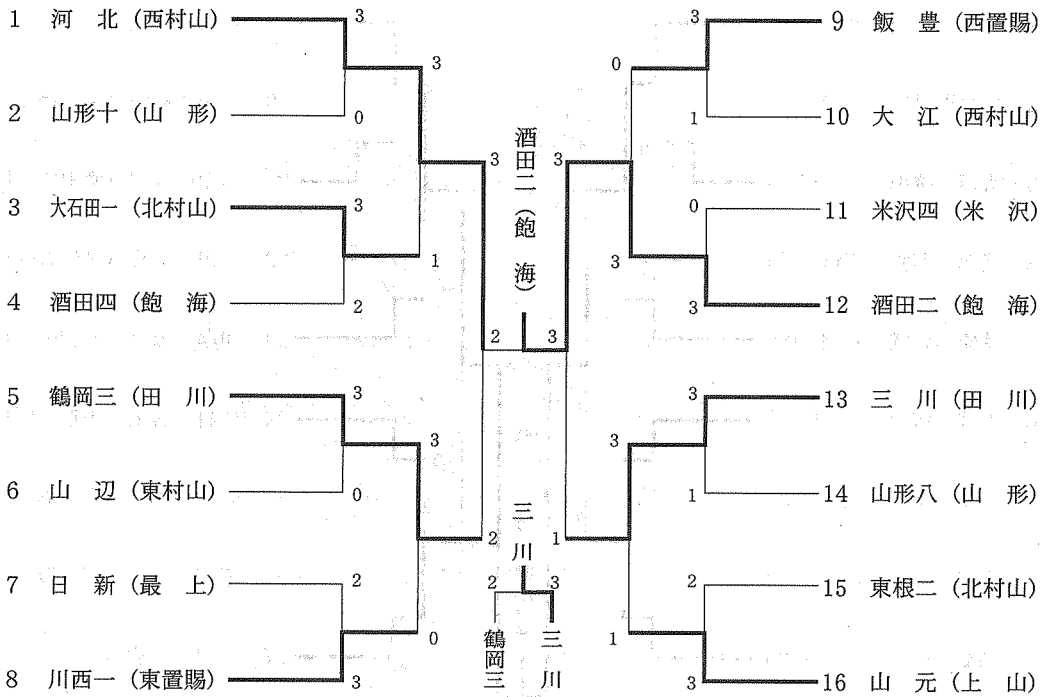 1 河 北 (西村山)
3
2 山形十 (山 形)
0
3
3 大石田一 (北村山)
3
4 酒田四 (飽 海)
2
1
3
5 鶴岡三 (田 川)
3
6 山 辺 (東村山)
0
3
7 日 新 (最 上)
2
8 川西一 (東置賜)
3
0
2
酒田二(飽 海)
2 3
三 川
2 3
鶴岡三
三 川
3
9 飯 豊 (西置賜)
1
10 大 江 (西村山)
0
0
11 米沢四 (米 沢)
3
12 酒田二 (飽 海)
3
3
3
13 三 川 (田 川)
1
14 山形八 (山 形)
3
2
15 東根二 (北村山)
3
16 山 元 (上 山)
1
1